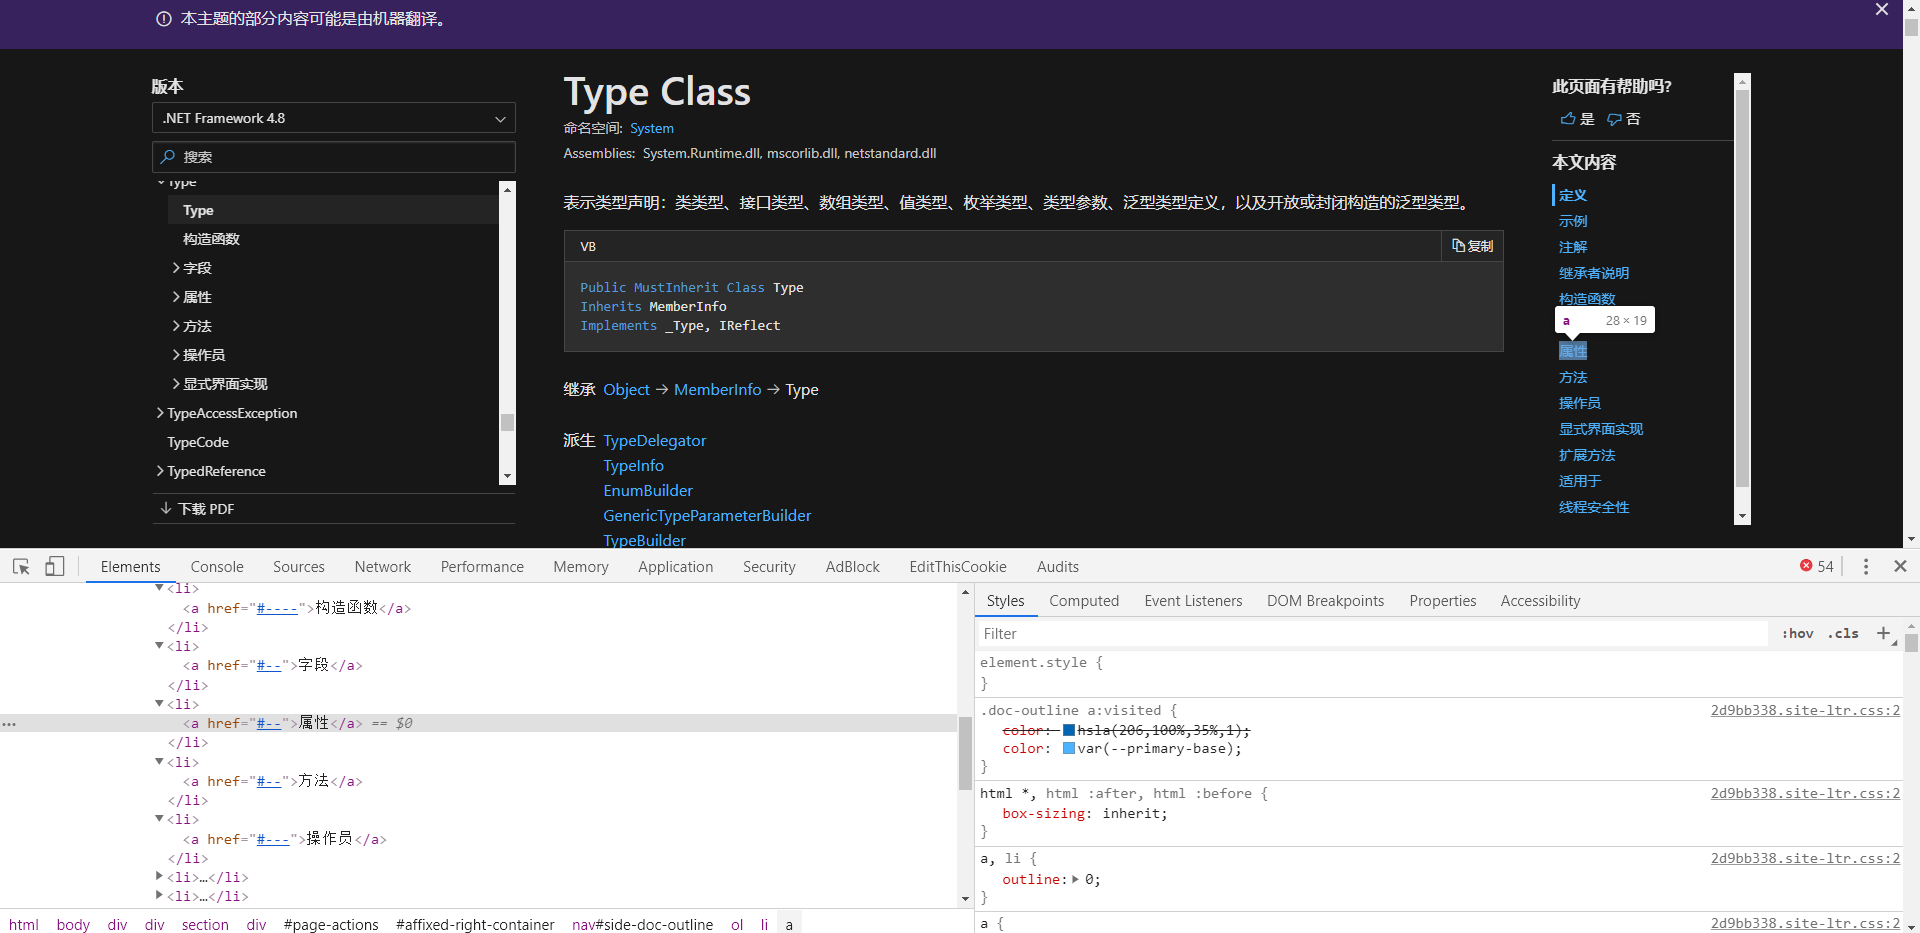 本主题的部分内容可能是由机器翻译。
版本
.NET Framework 4.8
搜索
Type
Type
构造函数
字段
属性
方法
操作员
显式界面实现
TypeAccessException
TypeCode
TypedReference
下载 PDF
Type Class
命名空间: System
Assemblies: System.Runtime.dll, mscorlib.dll, netstandard.dll
表示类型声明：类类型、接口类型、数组类型、值类型、枚举类型、类型参数、泛型类型定义，以及开放或封闭构造的泛型类型。
VB 复制
Public MustInherit Class Type
Inherits MemberInfo
Implements _Type, IReflect
继承 Object → MemberInfo → Type
派生 TypeDelegator
TypeInfo
EnumBuilder
GenericTypeParameterBuilder
TypeBuilder
此页面有帮助吗?
是 否
本文内容
定义
示例
注解
继承者说明
构造函数
a 28 × 19
属性
方法
操作员
显式界面实现
扩展方法
适用于
线程安全性
Elements Console Sources Network Performance Memory Application Security AdBlock EditThisCookie Audits 54
<li>
<a href="#----">构造函数</a>
</li>
<li>
<a href="#--">字段</a>
</li>
<li>
<a href="#--">属性</a> == $0
</li>
<li>
<a href="#--">方法</a>
</li>
<li>
<a href="#---">操作员</a>
</li>
<li>…</li>
<li>…</li>
html body div div section div #page-actions #affixed-right-container nav#side-doc-outline ol li a
Styles Computed Event Listeners DOM Breakpoints Properties Accessibility
Filter :hov .cls +
element.style {
}
.doc-outline a:visited { 2d9bb338.site-ltr.css:2
color: hsla(206,100%,35%,1);
color: var(--primary-base);
}
html *, html :after, html :before { 2d9bb338.site-ltr.css:2
box-sizing: inherit;
}
a, li { 2d9bb338.site-ltr.css:2
outline: 0;
}
a { 2d9bb338.site-ltr.css:2